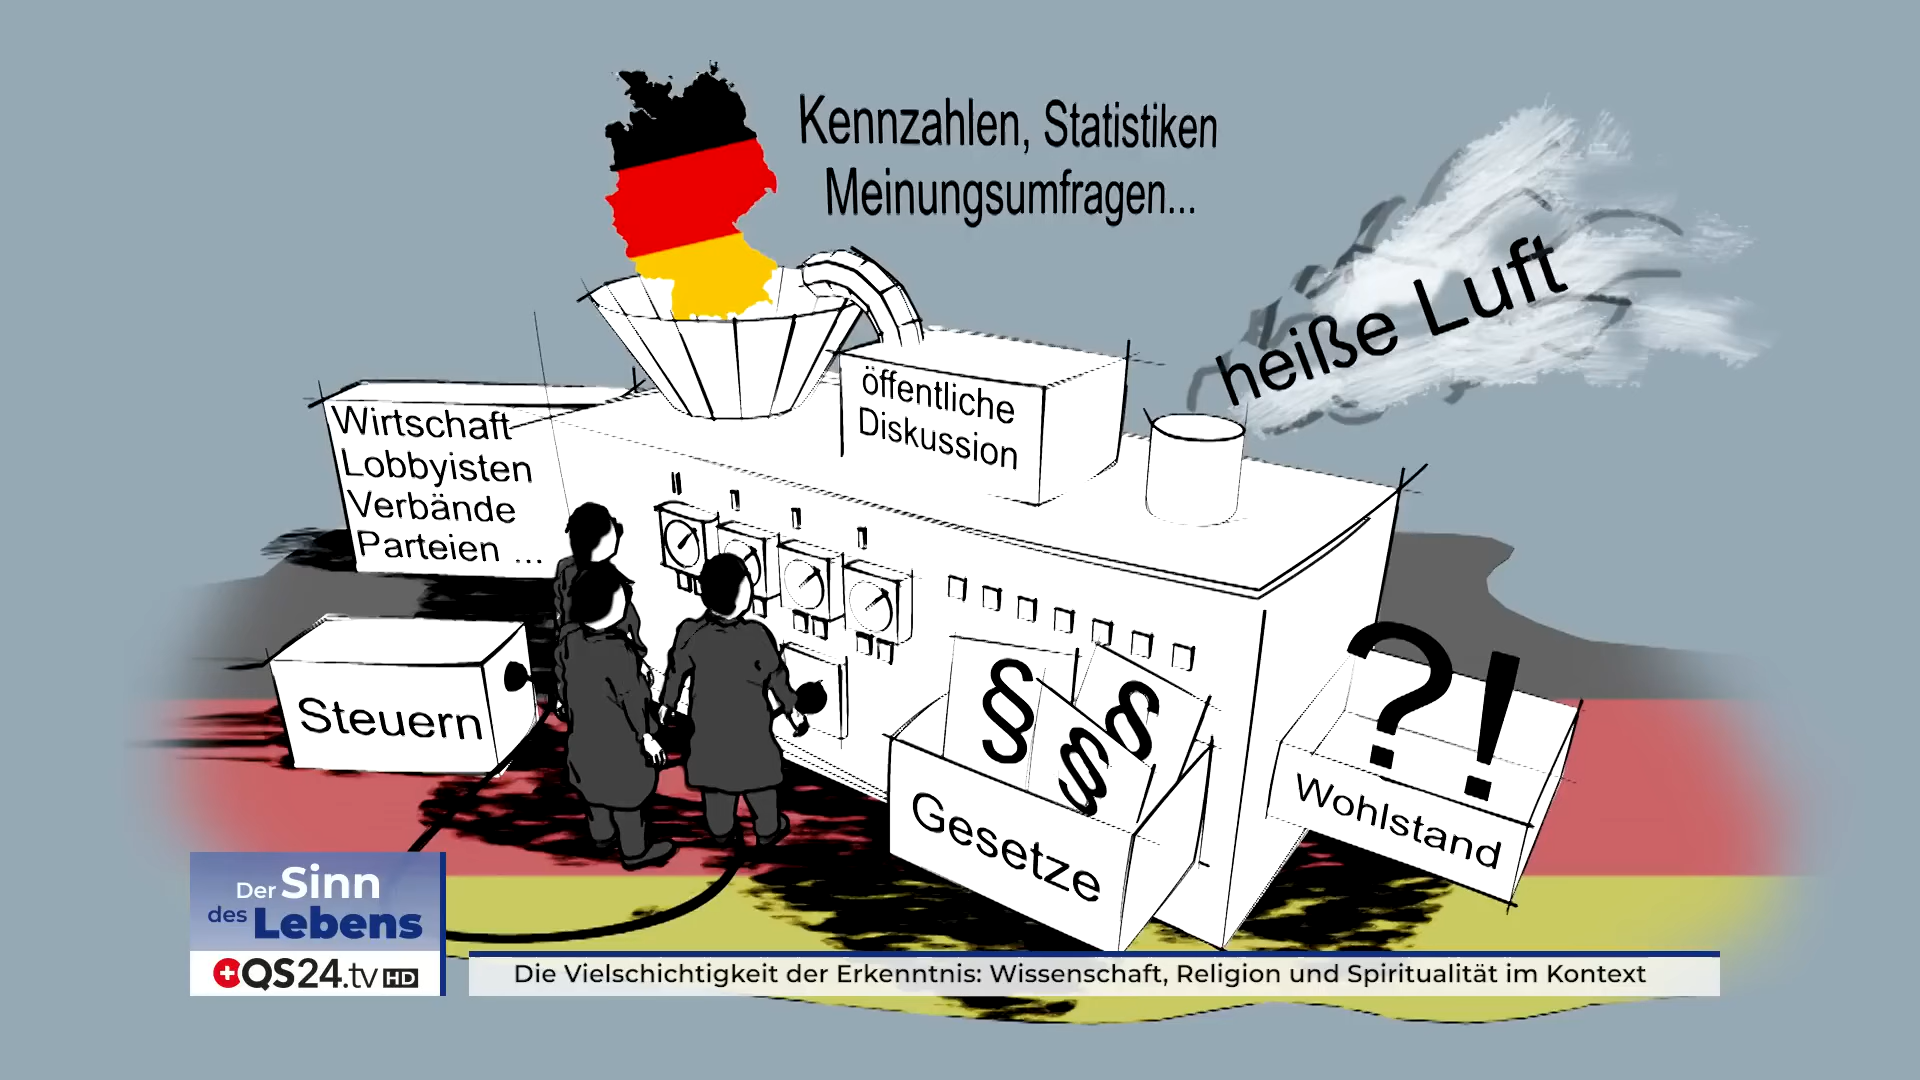 Kennzahlen, Statistiken
Meinungsumfragen...
heiße Luft
öffentliche
Diskussion
Wirtschaft
Lobbyisten
Verbände
Parteien ...
Steuern
§
§
§
Gesetze
?!
Wohlstand
Der Sinn
des Lebens
QS24.tv HD
Die Vielschichtigkeit der Erkenntnis: Wissenschaft, Religion und Spiritualität im Kontext